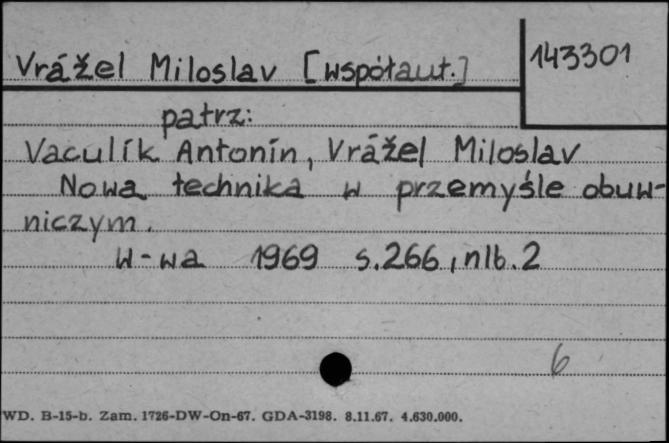 Vrážel Miloslav [współaut.]
143301
patrz:
Vaculík Antonín, Vrážel Miloslav
Nowa technika w przemyśle obuw-
niczym.
W-wa 1969 s.266, nlb.2
6
WD. B-15-b. Zam. 1726-DW-On-67. GDA-3198. 8.11.67. 4.630.000.